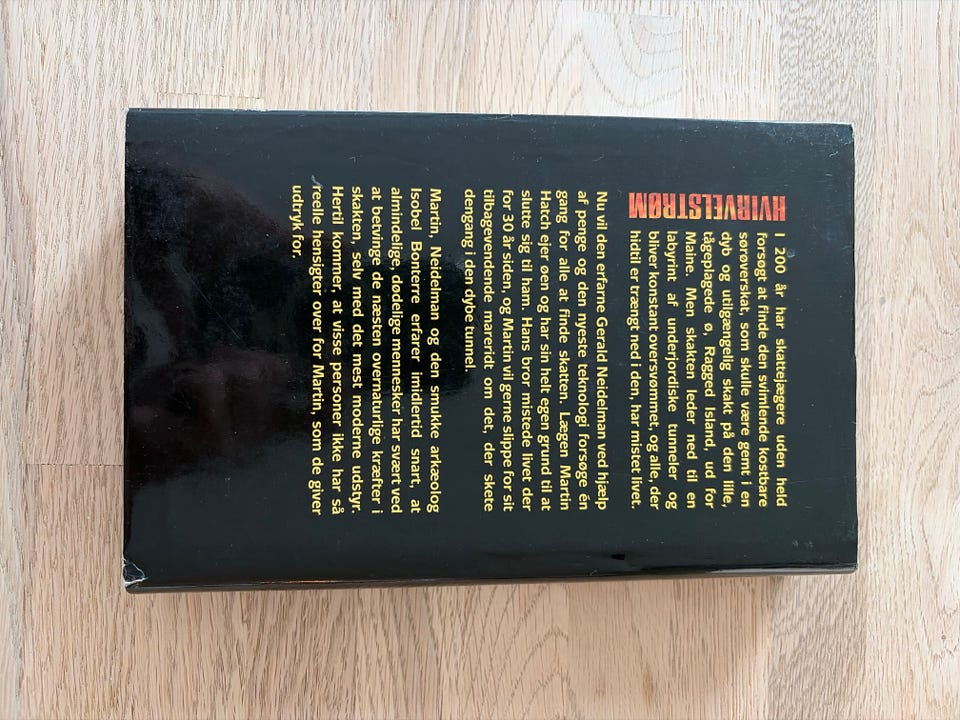 HVIRVELSTRØM
I 200 år har skattejægere uden held
forsøgt at finde den svimlende kostbare
sørøverskat, som skulle være gemt i en
dyb og utilgængelig skakt på den lille,
tågeplagede ø, Ragged Island, ud for
Maine. Men skakten leder ned til en
labyrint af underjordiske tunneler og
bliver konstant oversvømmet, og alle, der
hidtil er trængt ned i den, har mistet livet.
Nu vil den erfarne Gerald Neidelman ved hjælp
af penge og den nyeste teknologi forsøge én
gang for alle at finde skatten. Lægen Martin
Hatch ejer øen og har sin helt egen grund til at
slutte sig til ham. Hans bror mistede livet der
for 30 år siden, og Martin vil gerne slippe for sit
tilbagevendende mareridt om det, der skete
dengang i den dybe tunnel.
Martin, Neidelman og den smukke arkæolog
Isobel Bonterre erfarer imidlertid snart, at
almindelige, dødelige mennesker har svært ved
at betvinge de næsten overnaturlige kræfter i
skakten, selv med det mest moderne udstyr.
Hertil kommer, at visse personer ikke har så
reelle hensigter over for Martin, som de giver
udtryk for.